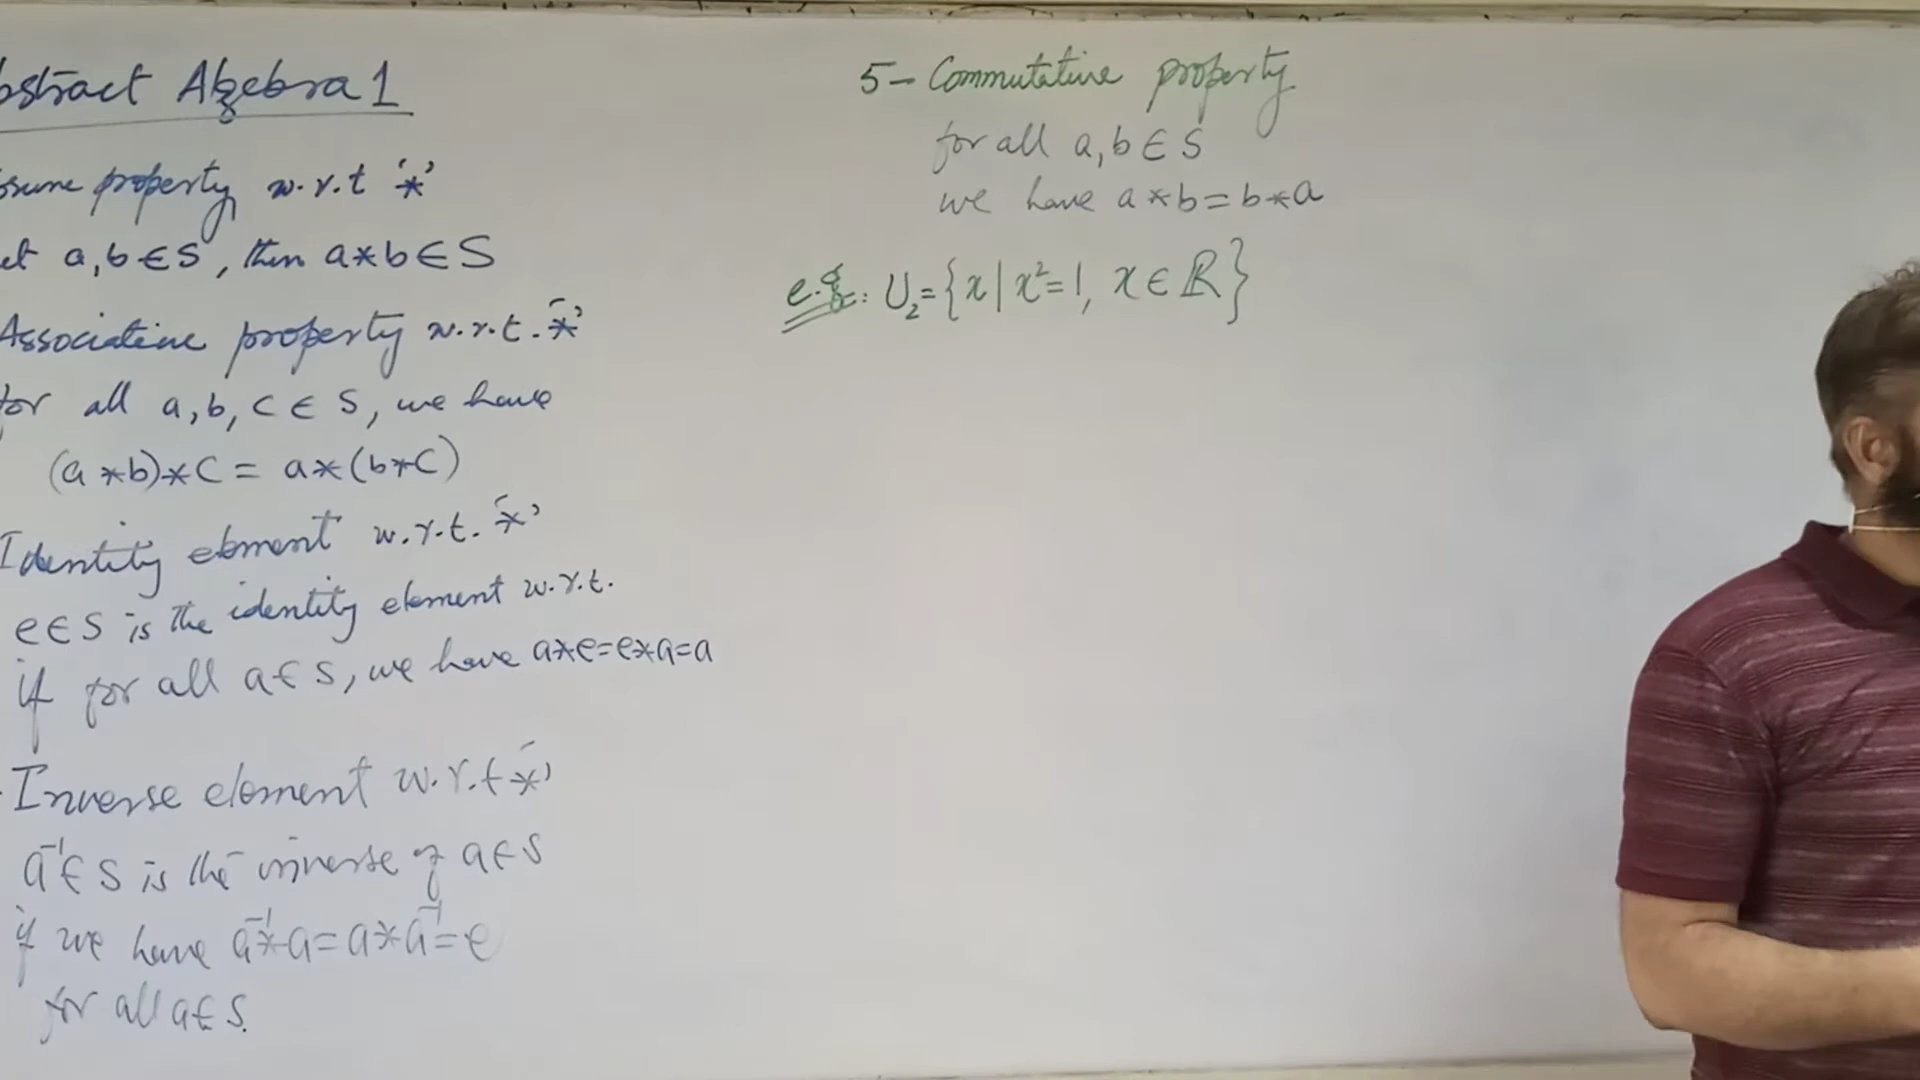 bstract Algebra 1
osure property w.r.t '*'
et a, b ∈ S, then a*b ∈ S
Associative property w.r.t. '*'
for all a, b, c ∈ S, we have
(a*b)*c = a*(b*c)
Identity element w.r.t. '*'
e ∈ S is the identity element w.r.t.
if for all a ∈ S, we have a*e=e*a=a
Inverse element w.r.t '*'
a⁻¹ ∈ S is the inverse of a ∈ S
if we have a⁻¹*a=a*a⁻¹=e
for all a ∈ S.
5- Commutative property
for all a, b ∈ S
we have a*b=b*a
e.g.: U₂={x|x²=1, x ∈ ℝ}